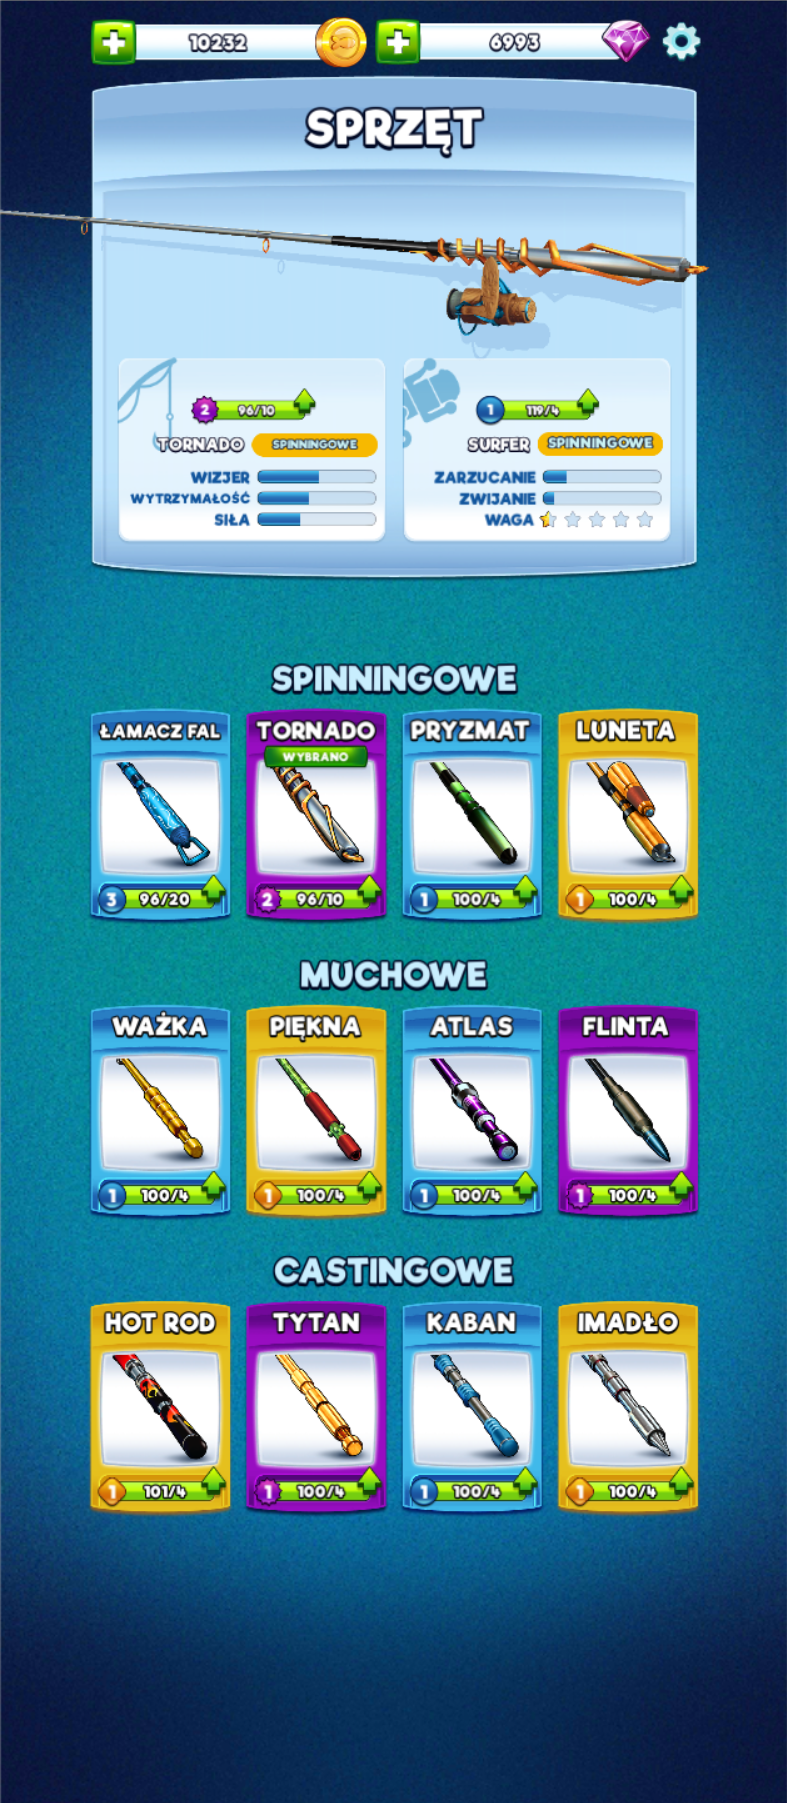 10232 6993
SPRZĘT
2 96/10
TORNADO SPINNINGOWE
WIZJER
WYTRZYMAŁOŚĆ
SIŁA
1 119/4
SURFER SPINNINGOWE
ZARZUCANIE
ZWIJANIE
WAGA
SPINNINGOWE
ŁAMACZ FAL TORNADO PRYZMAT LUNETA
WYBRANO
3 96/20 2 96/10 1 100/4 1 100/4
MUCHOWE
WAŻKA PIĘKNA ATLAS FLINTA
1 100/4 1 100/4 1 100/4 1 100/4
CASTINGOWE
HOT ROD TYTAN KABAN IMADŁO
1 101/4 1 100/4 1 100/4 1 100/4